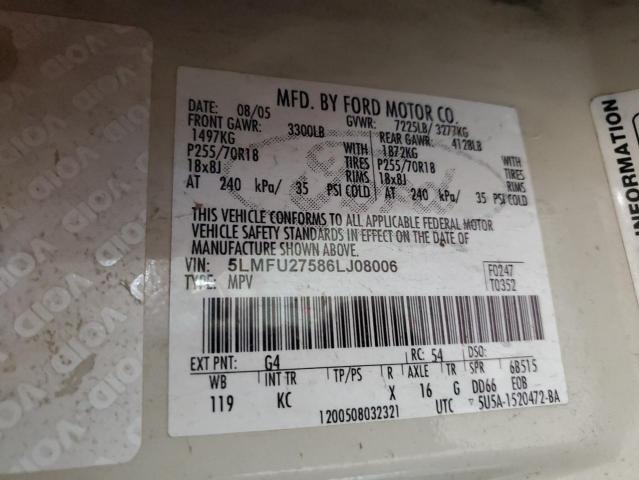 MFD. BY FORD MOTOR CO.
DATE: 08/05 GVWR: 7225LB/ 3277KG
FRONT GAWR: 3300LB REAR GAWR: 4128LB
1497KG WITH 1872KG WITH
P255/70R18 TIRES P255/70R18 TIRES
18x8J RIMS 18x8J RIMS
AT 240 kPa/ 35 PSI COLD AT 240 kPa/ 35 PSI COLD
THIS VEHICLE CONFORMS TO ALL APPLICABLE FEDERAL MOTOR
VEHICLE SAFETY STANDARDS IN EFFECT ON THE DATE OF
MANUFACTURE SHOWN ABOVE.
VIN: 5LMFU27586LJ08006 F0247
TYPE: MPV T0352
EXT PNT: G4 RC: 54 DSO:
WB INT TR TP/PS R AXLE TR SPR 6B515
119 KC X 16 G DD66 EOB
1200508032321 UTC 5U5A-1520472-BA
INFORMATION
VOID VOID VOID